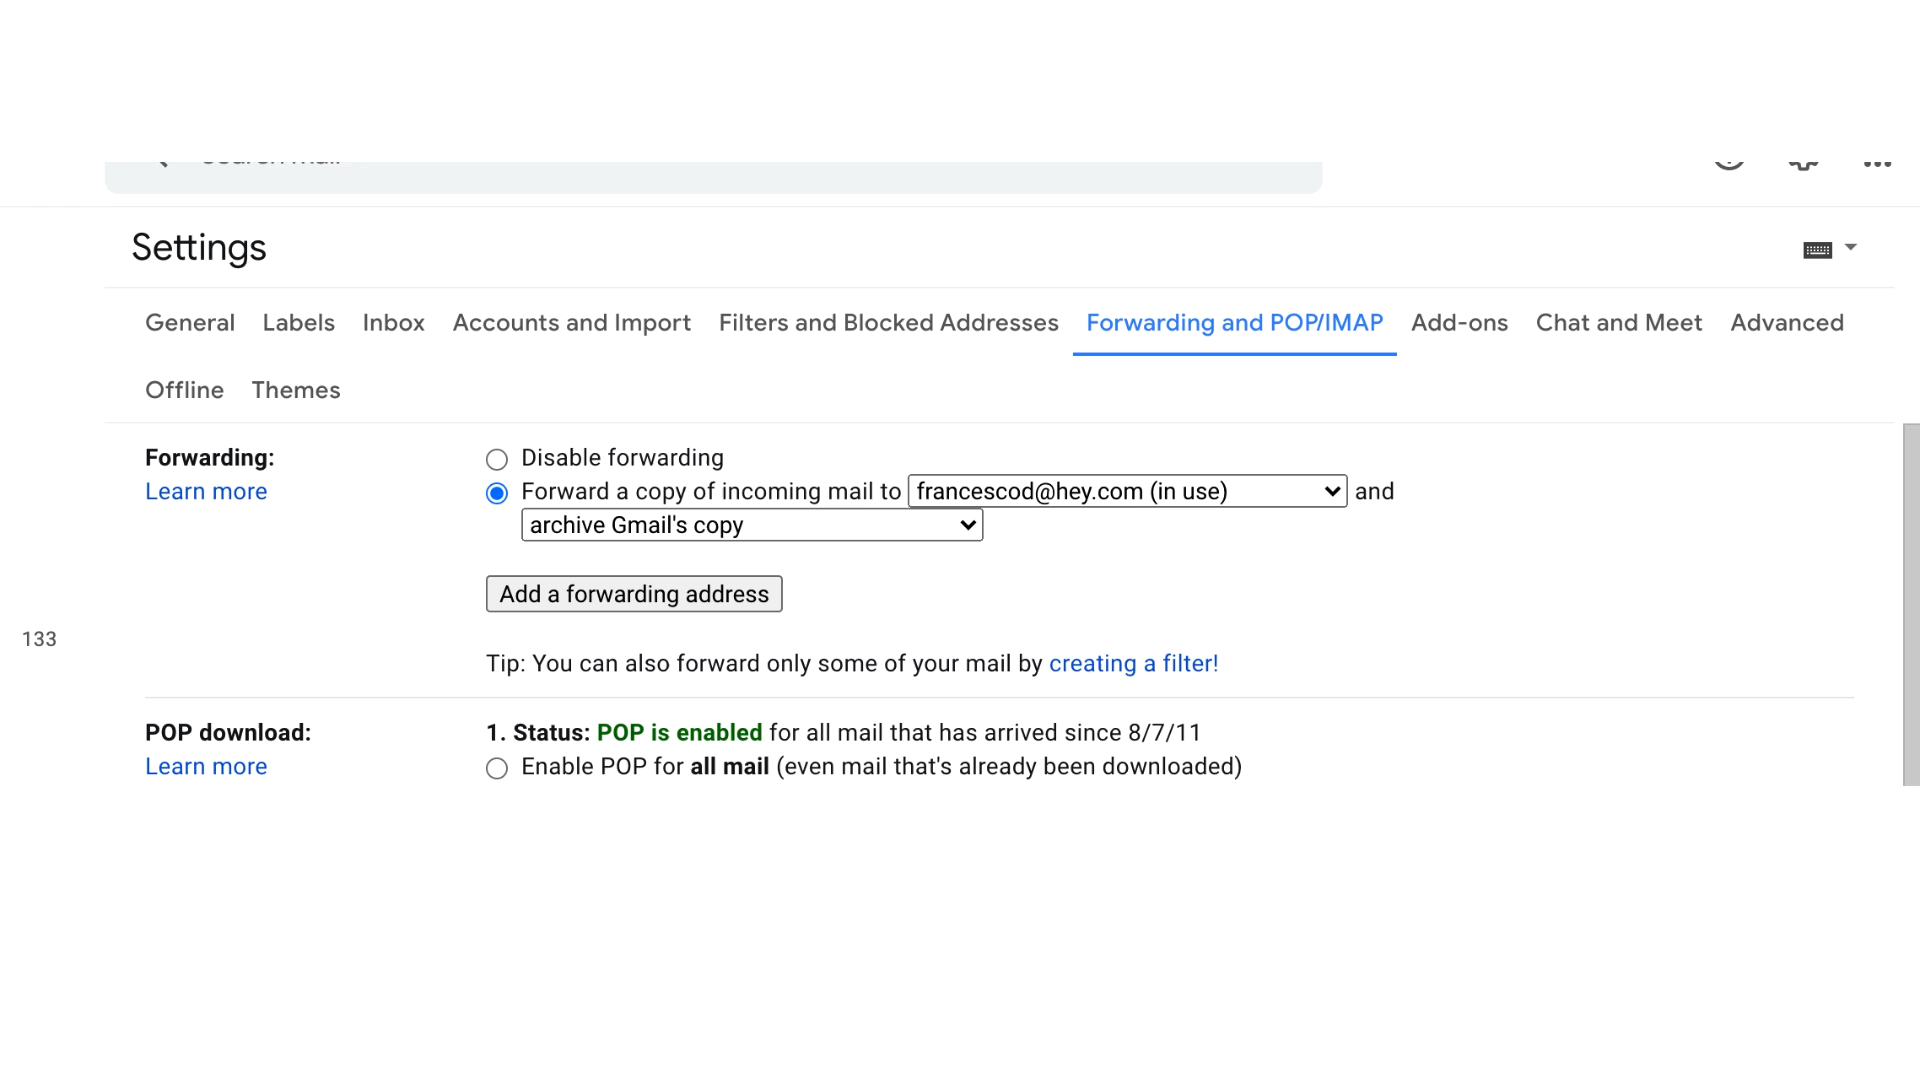 Settings
General Labels Inbox Accounts and Import Filters and Blocked Addresses Forwarding and POP/IMAP Add-ons Chat and Meet Advanced
Offline Themes
Forwarding:
Learn more
Disable forwarding
Forward a copy of incoming mail to francescod@hey.com (in use) and
archive Gmail's copy
Add a forwarding address
133
Tip: You can also forward only some of your mail by creating a filter!
POP download:
Learn more
1. Status: POP is enabled for all mail that has arrived since 8/7/11
Enable POP for all mail (even mail that's already been downloaded)